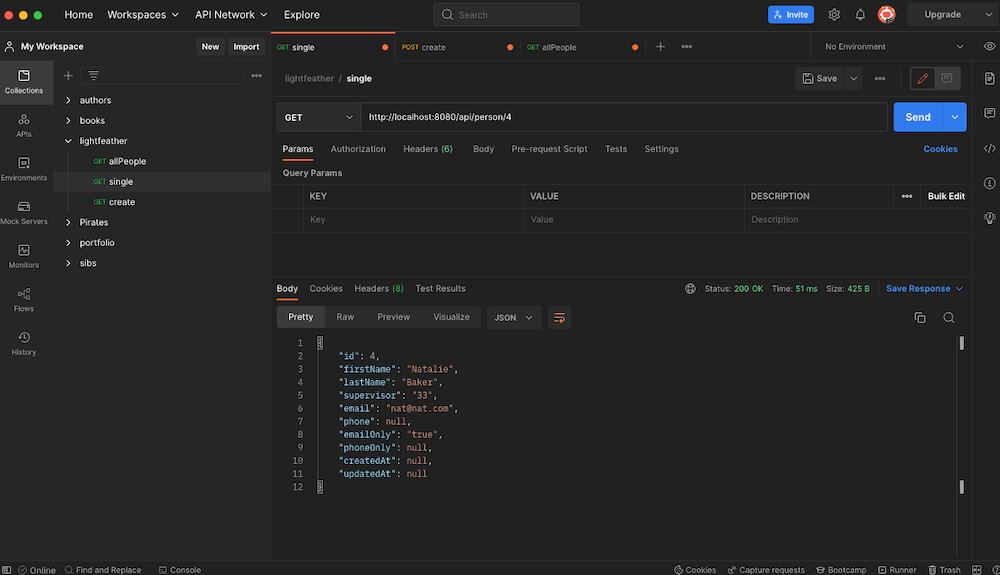 Home Workspaces API Network Explore Search Invite Upgrade
My Workspace New Import GET single POST create GET allPeople No Environment
Collections
APIs
Environments
Mock Servers
Monitors
Flows
History
authors
books
lightfeather
GET allPeople
GET single
GET create
Pirates
portfolio
sibs
lightfeather / single Save
GET http://localhost:8080/api/person/4 Send
Params Authorization Headers (6) Body Pre-request Script Tests Settings Cookies
Query Params
KEY VALUE DESCRIPTION Bulk Edit
Key Value Description
Body Cookies Headers (8) Test Results Status: 200 OK Time: 51 ms Size: 425 B Save Response
Pretty Raw Preview Visualize JSON
1 {
2 "id": 4,
3 "firstName": "Natalie",
4 "lastName": "Baker",
5 "supervisor": "33",
6 "email": "nat@nat.com",
7 "phone": null,
8 "emailOnly": "true",
9 "phoneOnly": null,
10 "createdAt": null,
11 "updatedAt": null
12 }
Online Find and Replace Console Cookies Capture requests Bootcamp Runner Trash